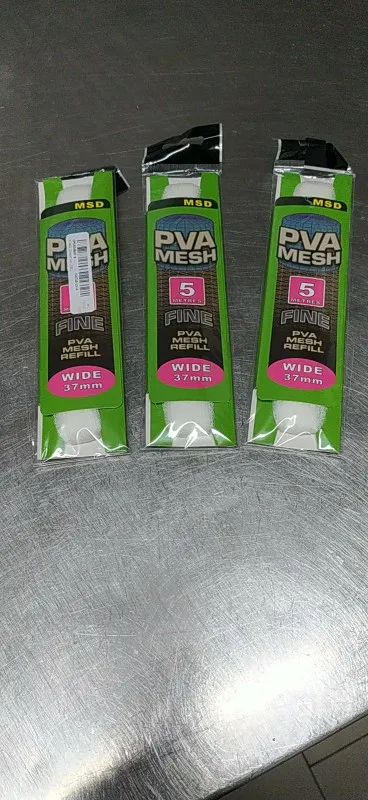 MSD
PVA
MESH
FINE
PVA
MESH
REFILL
WIDE
37mm
MSD
PVA
MESH
5
METRES
FINE
PVA
MESH
REFILL
WIDE
37mm
MSD
PVA
MESH
5
METRES
FINE
PVA
MESH
REFILL
WIDE
37mm